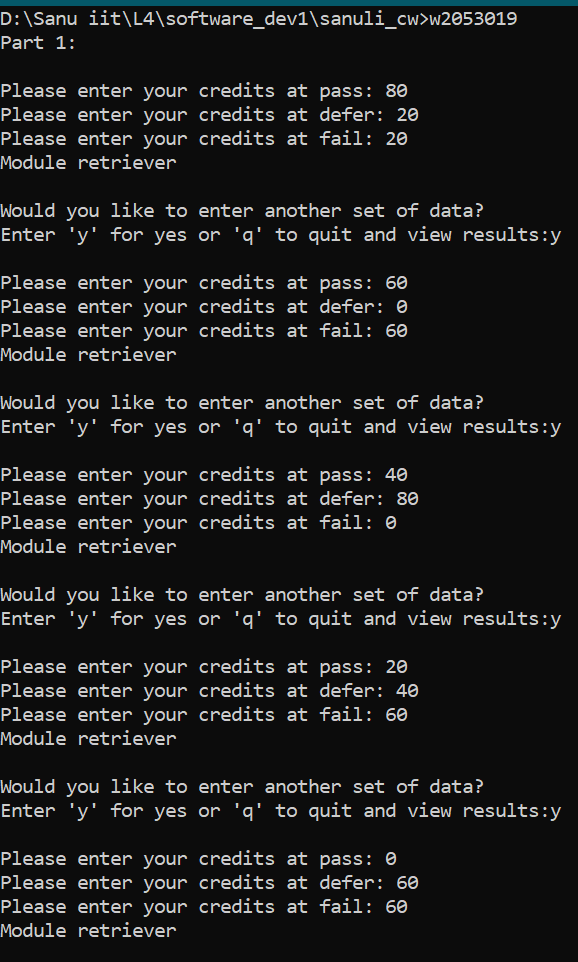 D:\Sanu iit\L4\software_dev1\sanuli_cw>w2053019
Part 1:
Please enter your credits at pass: 80
Please enter your credits at defer: 20
Please enter your credits at fail: 20
Module retriever
Would you like to enter another set of data?
Enter 'y' for yes or 'q' to quit and view results:y
Please enter your credits at pass: 60
Please enter your credits at defer: 0
Please enter your credits at fail: 60
Module retriever
Would you like to enter another set of data?
Enter 'y' for yes or 'q' to quit and view results:y
Please enter your credits at pass: 40
Please enter your credits at defer: 80
Please enter your credits at fail: 0
Module retriever
Would you like to enter another set of data?
Enter 'y' for yes or 'q' to quit and view results:y
Please enter your credits at pass: 20
Please enter your credits at defer: 40
Please enter your credits at fail: 60
Module retriever
Would you like to enter another set of data?
Enter 'y' for yes or 'q' to quit and view results:y
Please enter your credits at pass: 0
Please enter your credits at defer: 60
Please enter your credits at fail: 60
Module retriever